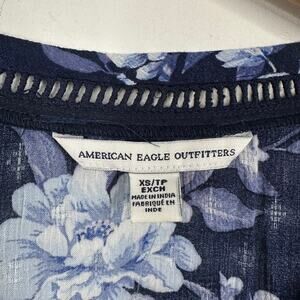 AMERICAN EAGLE OUTFITTERS
XS/TP
EXCH
MADE IN INDIA
FABRIQUÉ EN
INDE